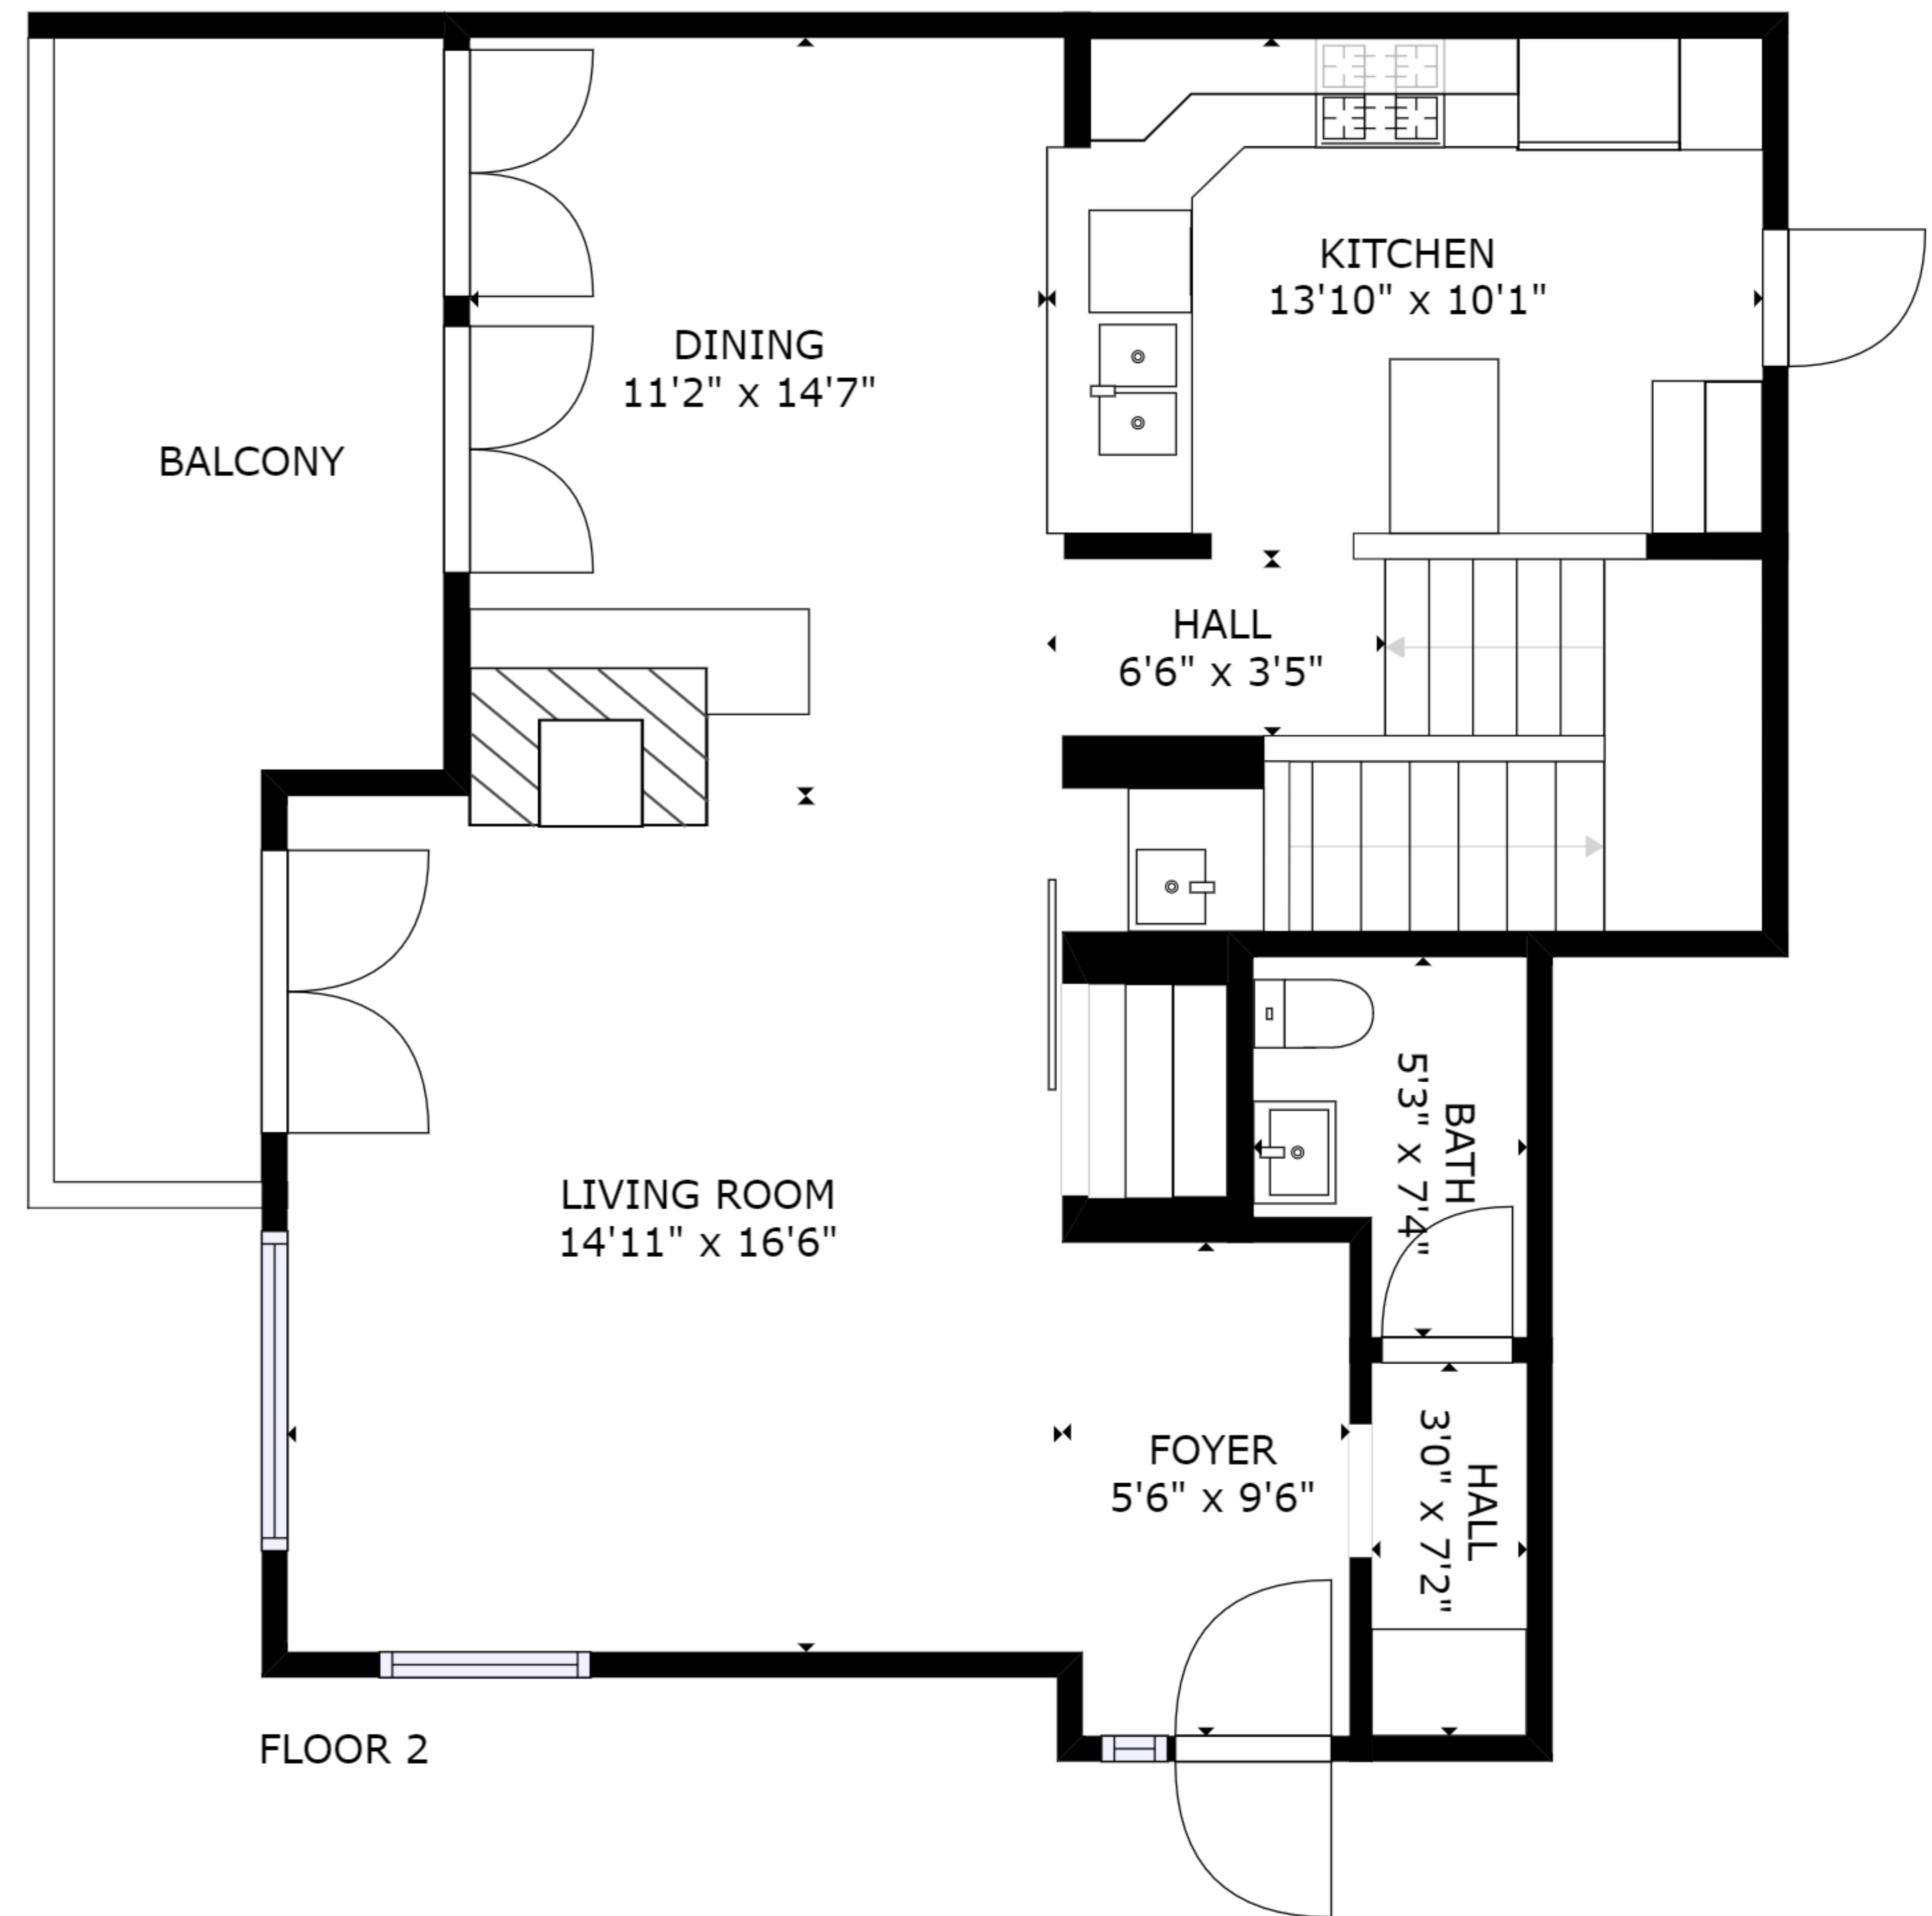 KITCHEN
13'10" x 10'1"
DINING
11'2" x 14'7"
BALCONY
HALL
6'6" x 3'5"
BATH
5'3" x 7'4"
LIVING ROOM
14'11" x 16'6"
FOYER
5'6" x 9'6"
HALL
3'0" x 7'2"
FLOOR 2